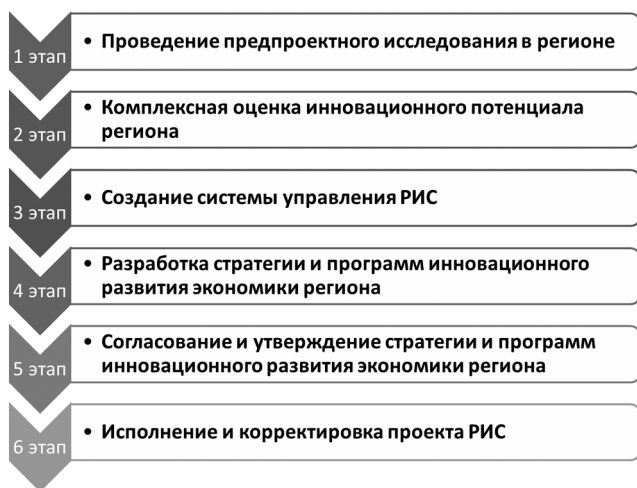 1 этап
• Проведение предпроектного исследования в регионе
2 этап
• Комплексная оценка инновационного потенциала
региона
3 этап
• Создание системы управления РИС
4 этап
• Разработка стратегии и программ инновационного
развития экономики региона
5 этап
• Согласование и утверждение стратегии и программ
инновационного развития экономики региона
6 этап
• Исполнение и корректировка проекта РИС